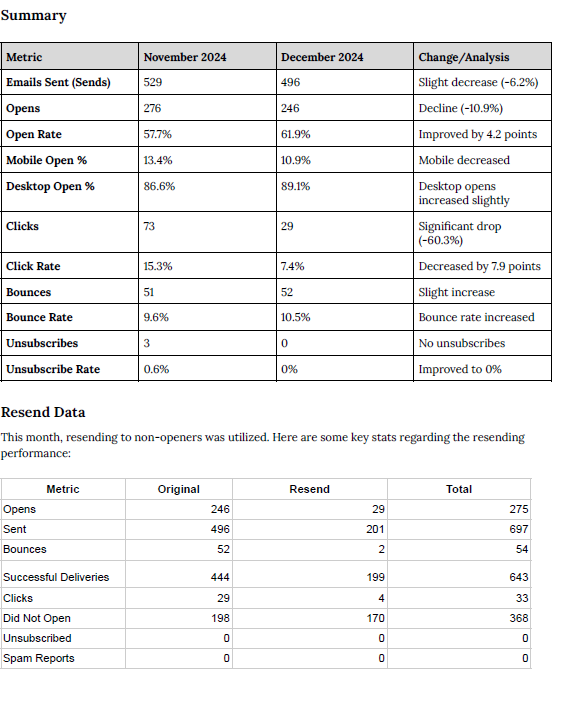 Summary
Metric November 2024 December 2024 Change/Analysis
Emails Sent (Sends) 529 496 Slight decrease (-6.2%)
Opens 276 246 Decline (-10.9%)
Open Rate 57.7% 61.9% Improved by 4.2 points
Mobile Open % 13.4% 10.9% Mobile decreased
Desktop Open % 86.6% 89.1% Desktop opens
increased slightly
Clicks 73 29 Significant drop
(-60.3%)
Click Rate 15.3% 7.4% Decreased by 7.9 points
Bounces 51 52 Slight increase
Bounce Rate 9.6% 10.5% Bounce rate increased
Unsubscribes 3 0 No unsubscribes
Unsubscribe Rate 0.6% 0% Improved to 0%
Resend Data
This month, resending to non-openers was utilized. Here are some key stats regarding the resending
performance:
Metric Original Resend Total
Opens 246 29 275
Sent 496 201 697
Bounces 52 2 54
Successful Deliveries 444 199 643
Clicks 29 4 33
Did Not Open 198 170 368
Unsubscribed 0 0 0
Spam Reports 0 0 0